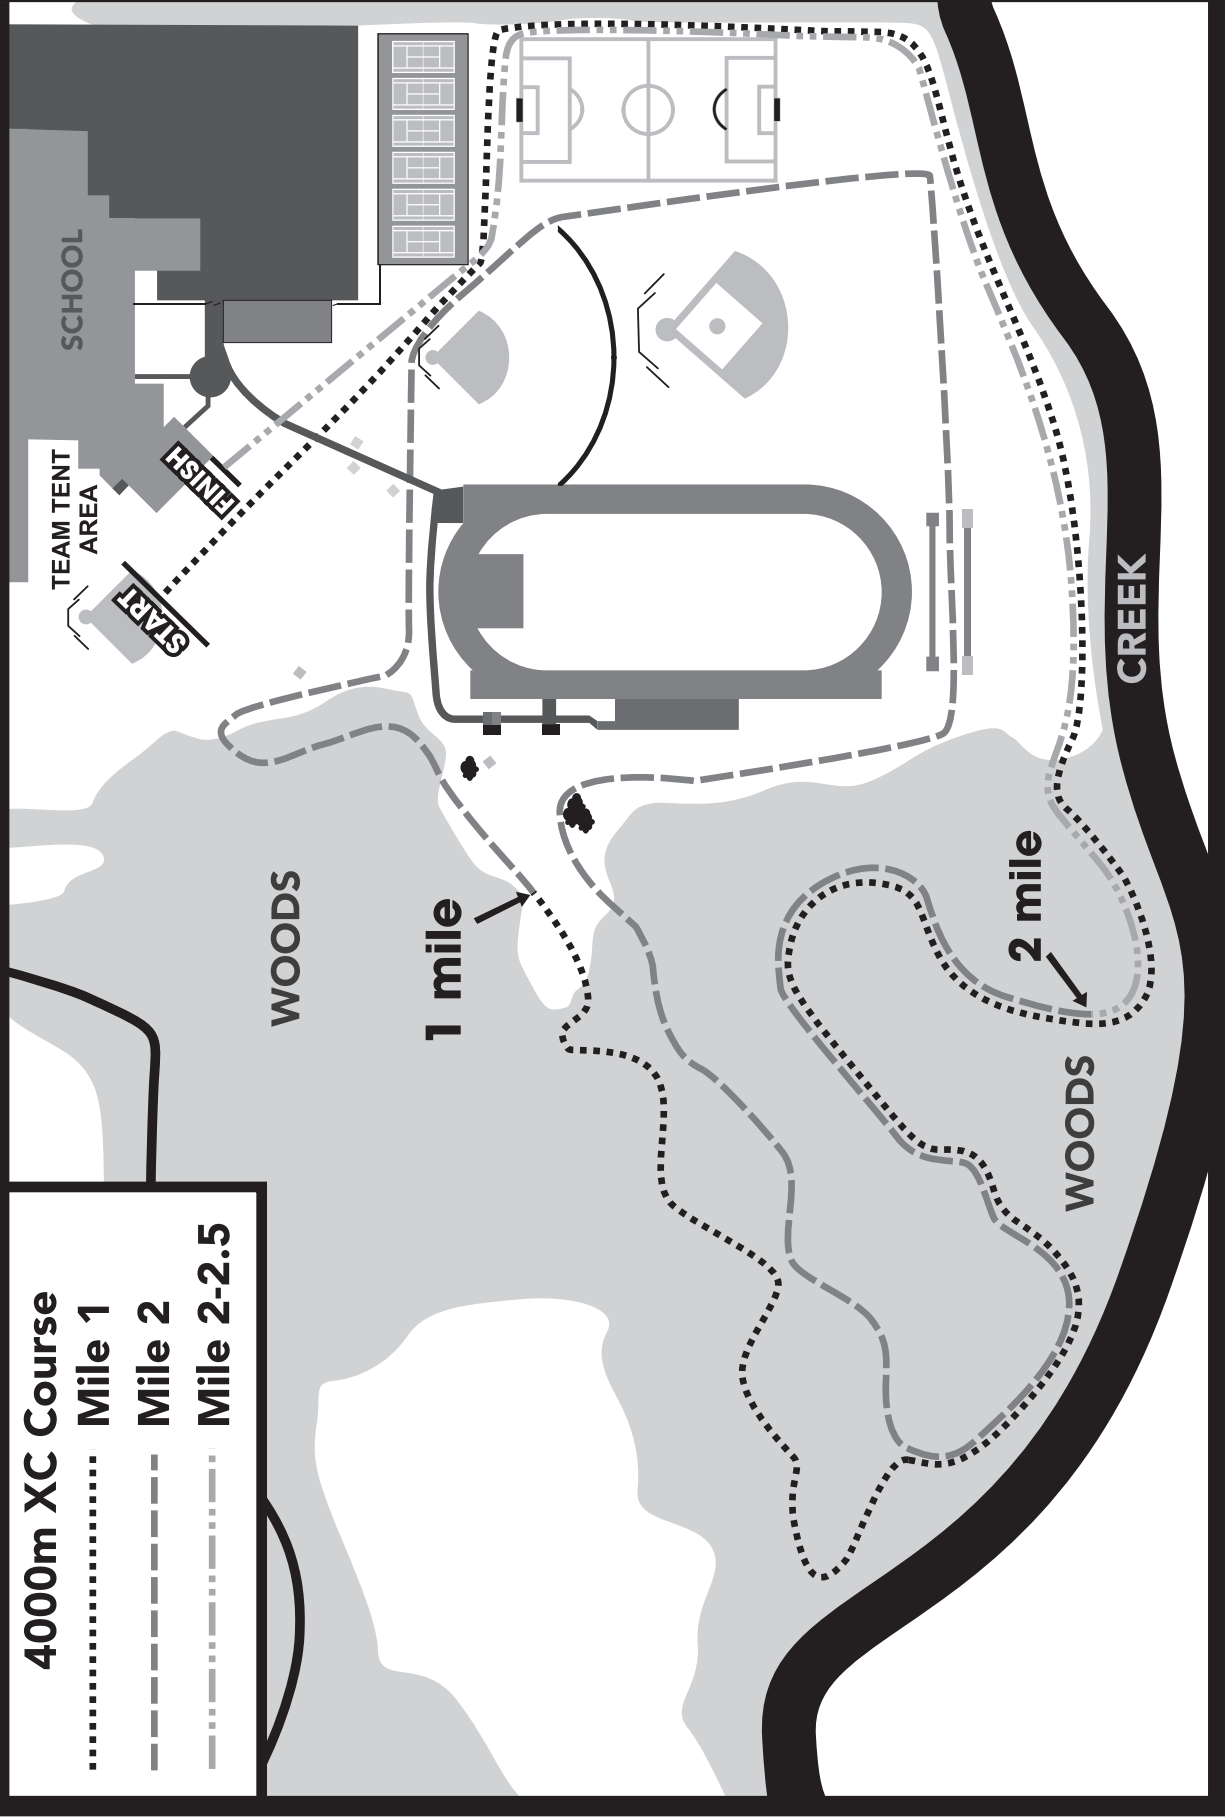 4000m XC Course
Mile 1
Mile 2
Mile 2-2.5
WOODS
1 mile
WOODS
2 mile
TEAM TENT
AREA
START
FINISH
SCHOOL
CREEK